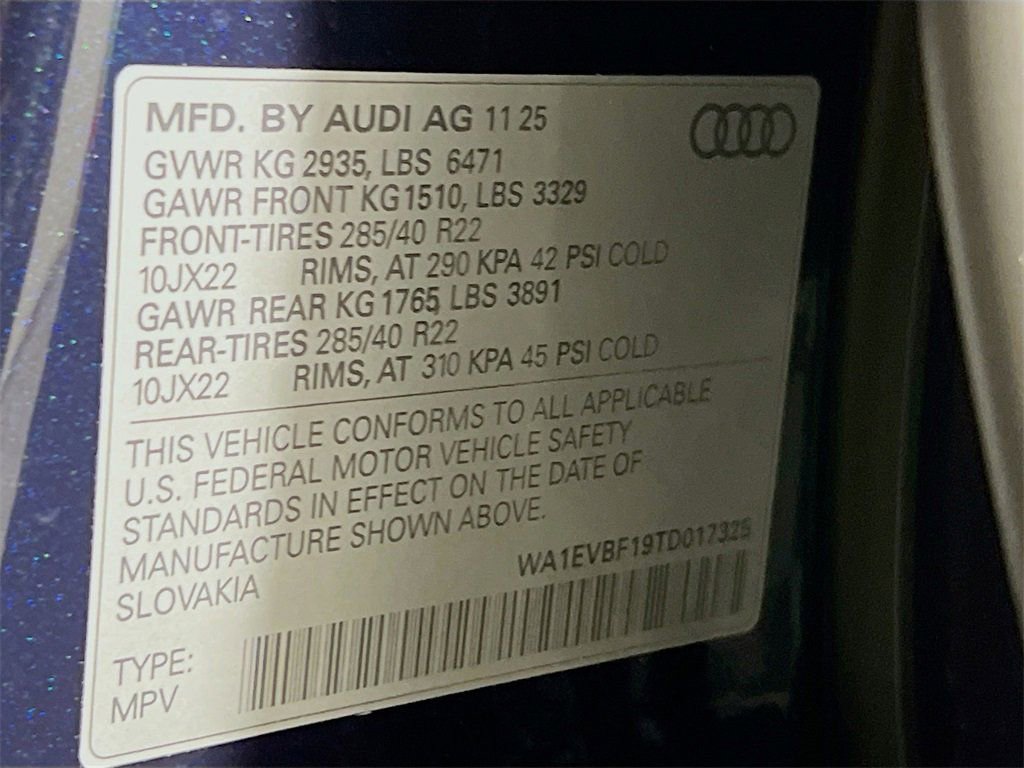 MFD. BY AUDI AG 11 25
GVWR KG 2935, LBS 6471
GAWR FRONT KG 1510, LBS 3329
FRONT-TIRES 285/40 R22
10JX22 RIMS, AT 290 KPA 42 PSI COLD
GAWR REAR KG 1765, LBS 3891
REAR-TIRES 285/40 R22
10JX22 RIMS, AT 310 KPA 45 PSI COLD
THIS VEHICLE CONFORMS TO ALL APPLICABLE
U.S. FEDERAL MOTOR VEHICLE SAFETY
STANDARDS IN EFFECT ON THE DATE OF
MANUFACTURE SHOWN ABOVE.
SLOVAKIA
WA1EVBF19TD017325
TYPE:
MPV